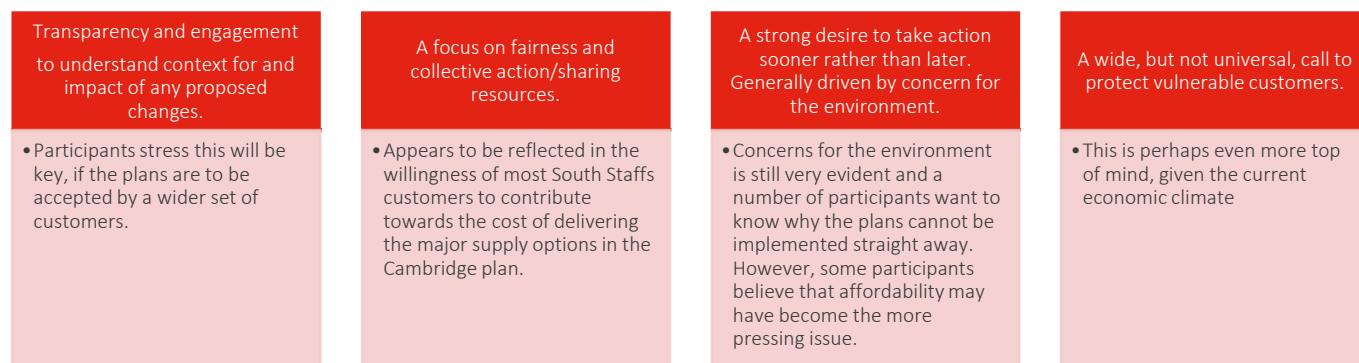 Transparency and engagement
to understand context for and
impact of any proposed
changes.
•Participants stress this will be
key, if the plans are to be
accepted by a wider set of
customers.
A focus on fairness and
collective action/sharing
resources.
•Appears to be reflected in the
willingness of most South Staffs
customers to contribute
towards the cost of delivering
the major supply options in the
Cambridge plan.
A strong desire to take action
sooner rather than later.
Generally driven by concern for
the environment.
•Concerns for the environment
is still very evident and a
number of participants want to
know why the plans cannot be
implemented straight away.
However, some participants
believe that affordability may
have become the more
pressing issue.
A wide, but not universal, call to
protect vulnerable customers.
•This is perhaps even more top
of mind, given the current
economic climate